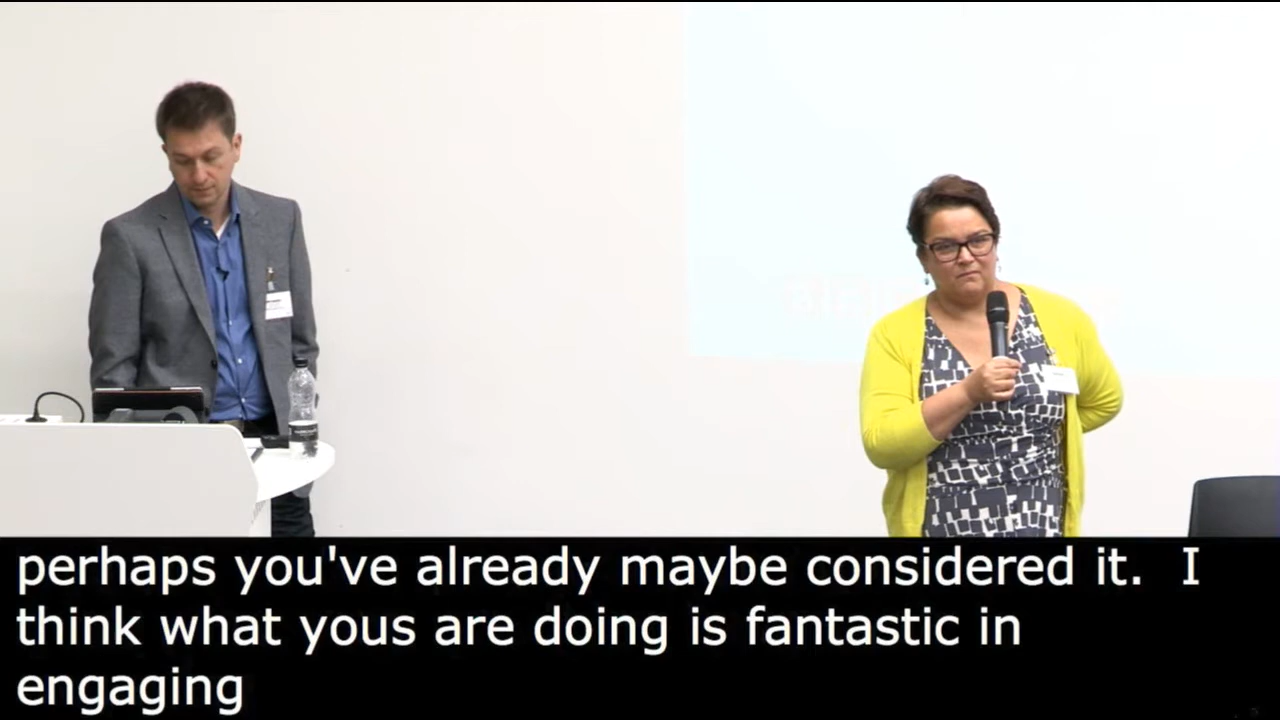 perhaps you've already maybe considered it.  I
think what yous are doing is fantastic in
engaging